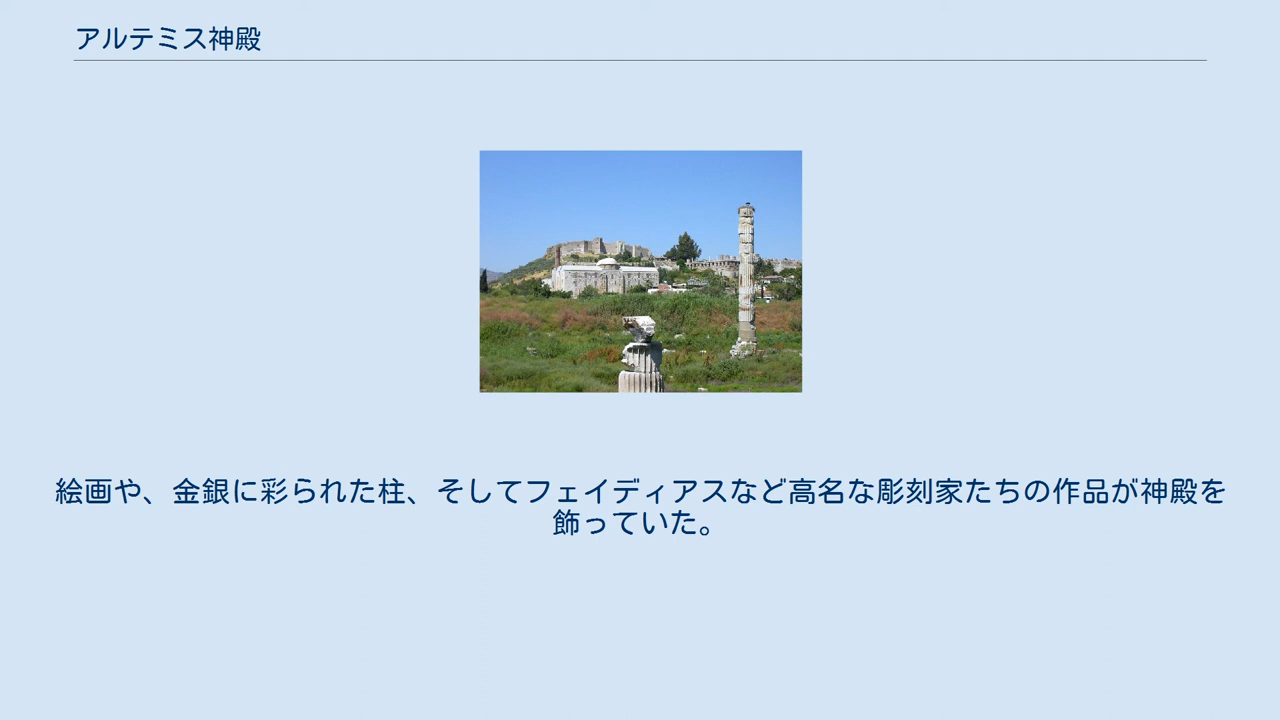 アルテミス神殿
絵画や、金銀に彩られた柱、そしてフェイディアスなど高名な彫刻家たちの作品が神殿を
飾っていた。